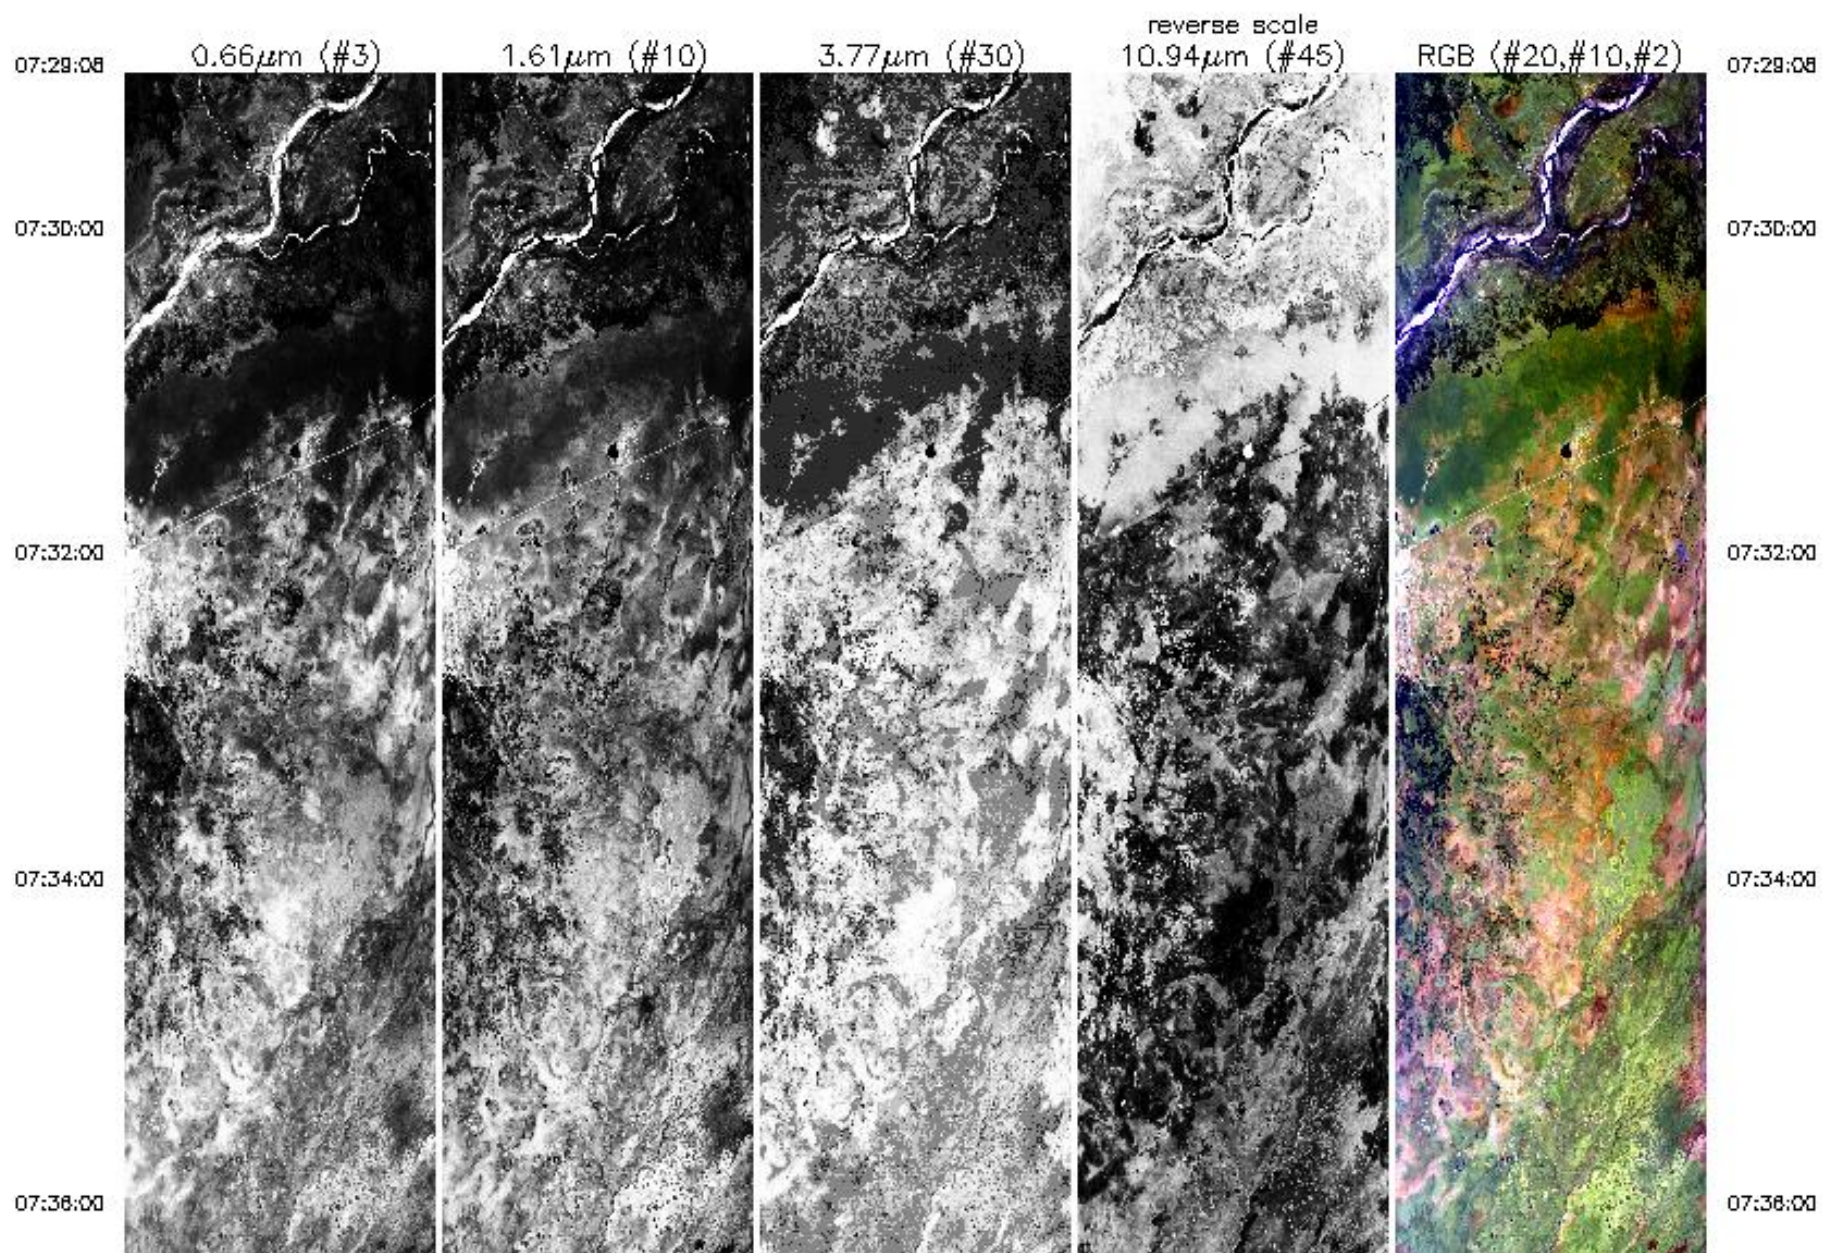 reverse scale
0.66μm (#3) 1.61μm (#10) 3.77μm (#30) 10.94μm (#45) RGB (#20,#10,#2)
07:29:08 07:29:08
07:30:00 07:30:00
07:32:00 07:32:00
07:34:00 07:34:00
07:36:00 07:36:00